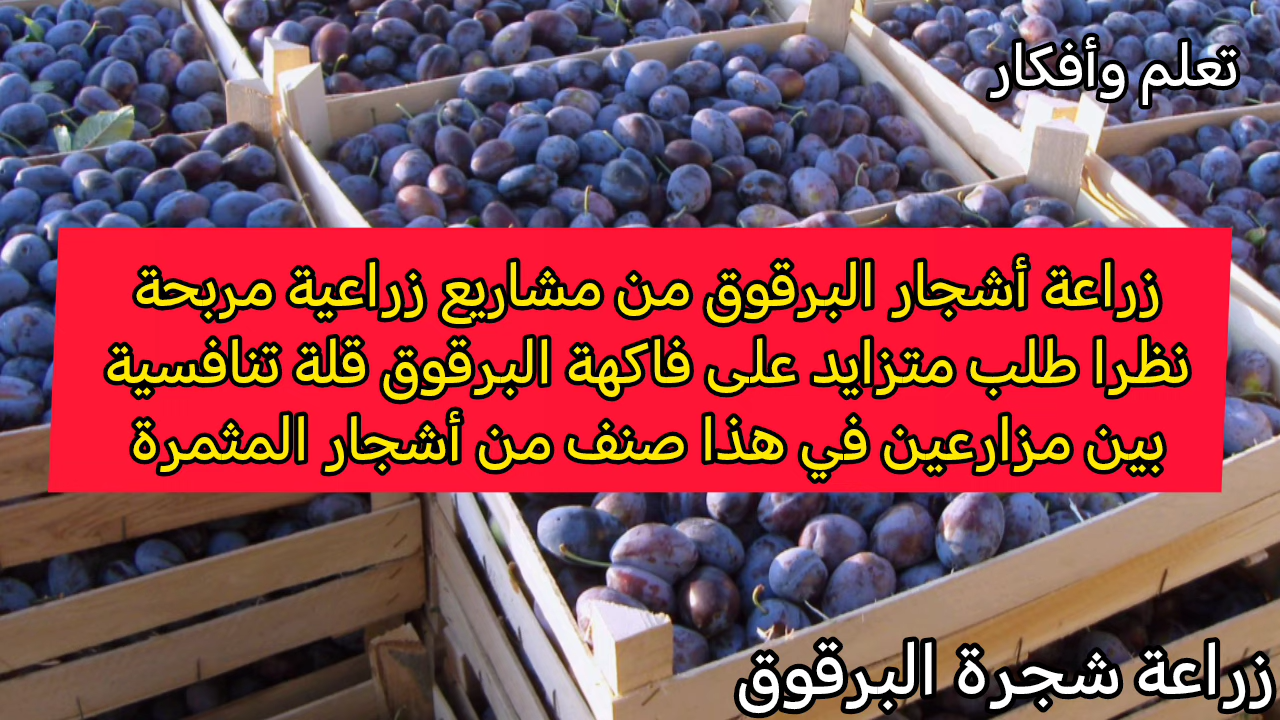 تعلم وأفكار
زراعة أشجار البرقوق من مشاريع زراعية مربحة
نظرا طلب متزايد على فاكهة البرقوق قلة تنافسية
بين مزارعين في هذا صنف من أشجار المثمرة
زراعة شجرة البرقوق